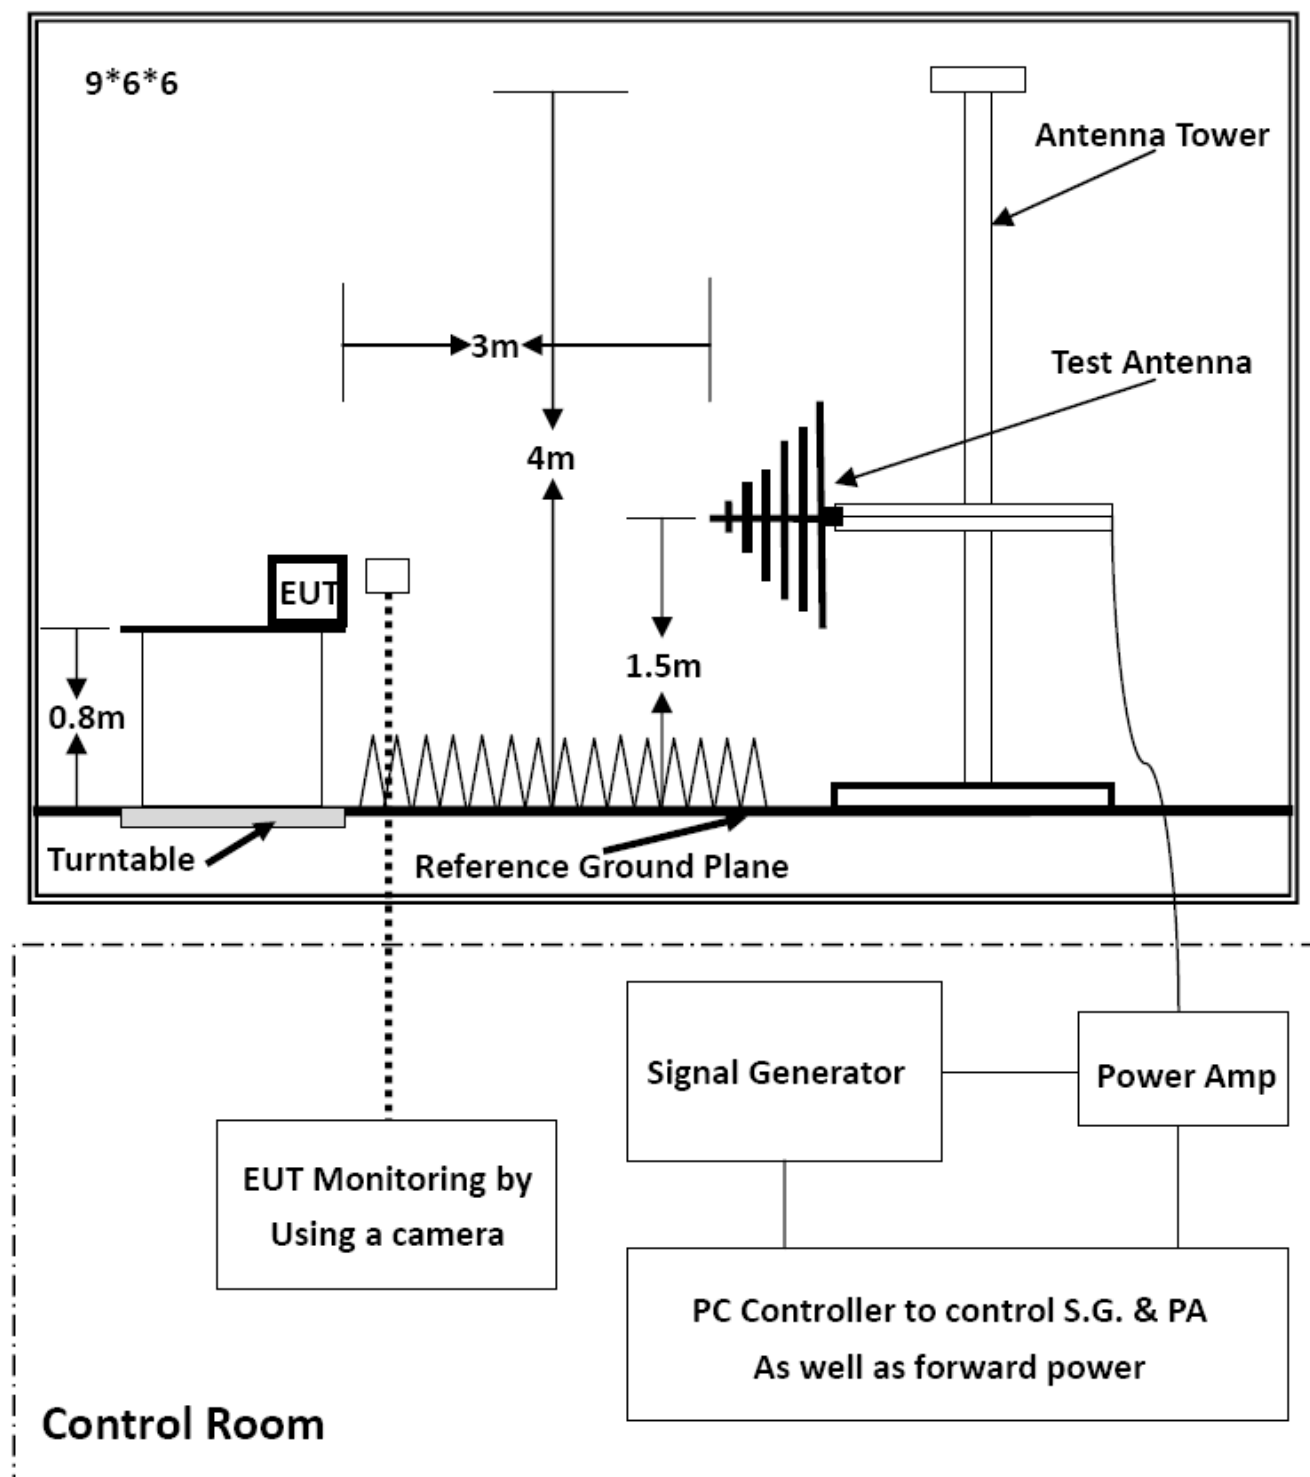 9*6*6
Antenna Tower
3m
Test Antenna
4m
EUT
1.5m
0.8m
Turntable
Reference Ground Plane
Signal Generator
Power Amp
EUT Monitoring by
Using a camera
PC Controller to control S.G. & PA
As well as forward power
Control Room